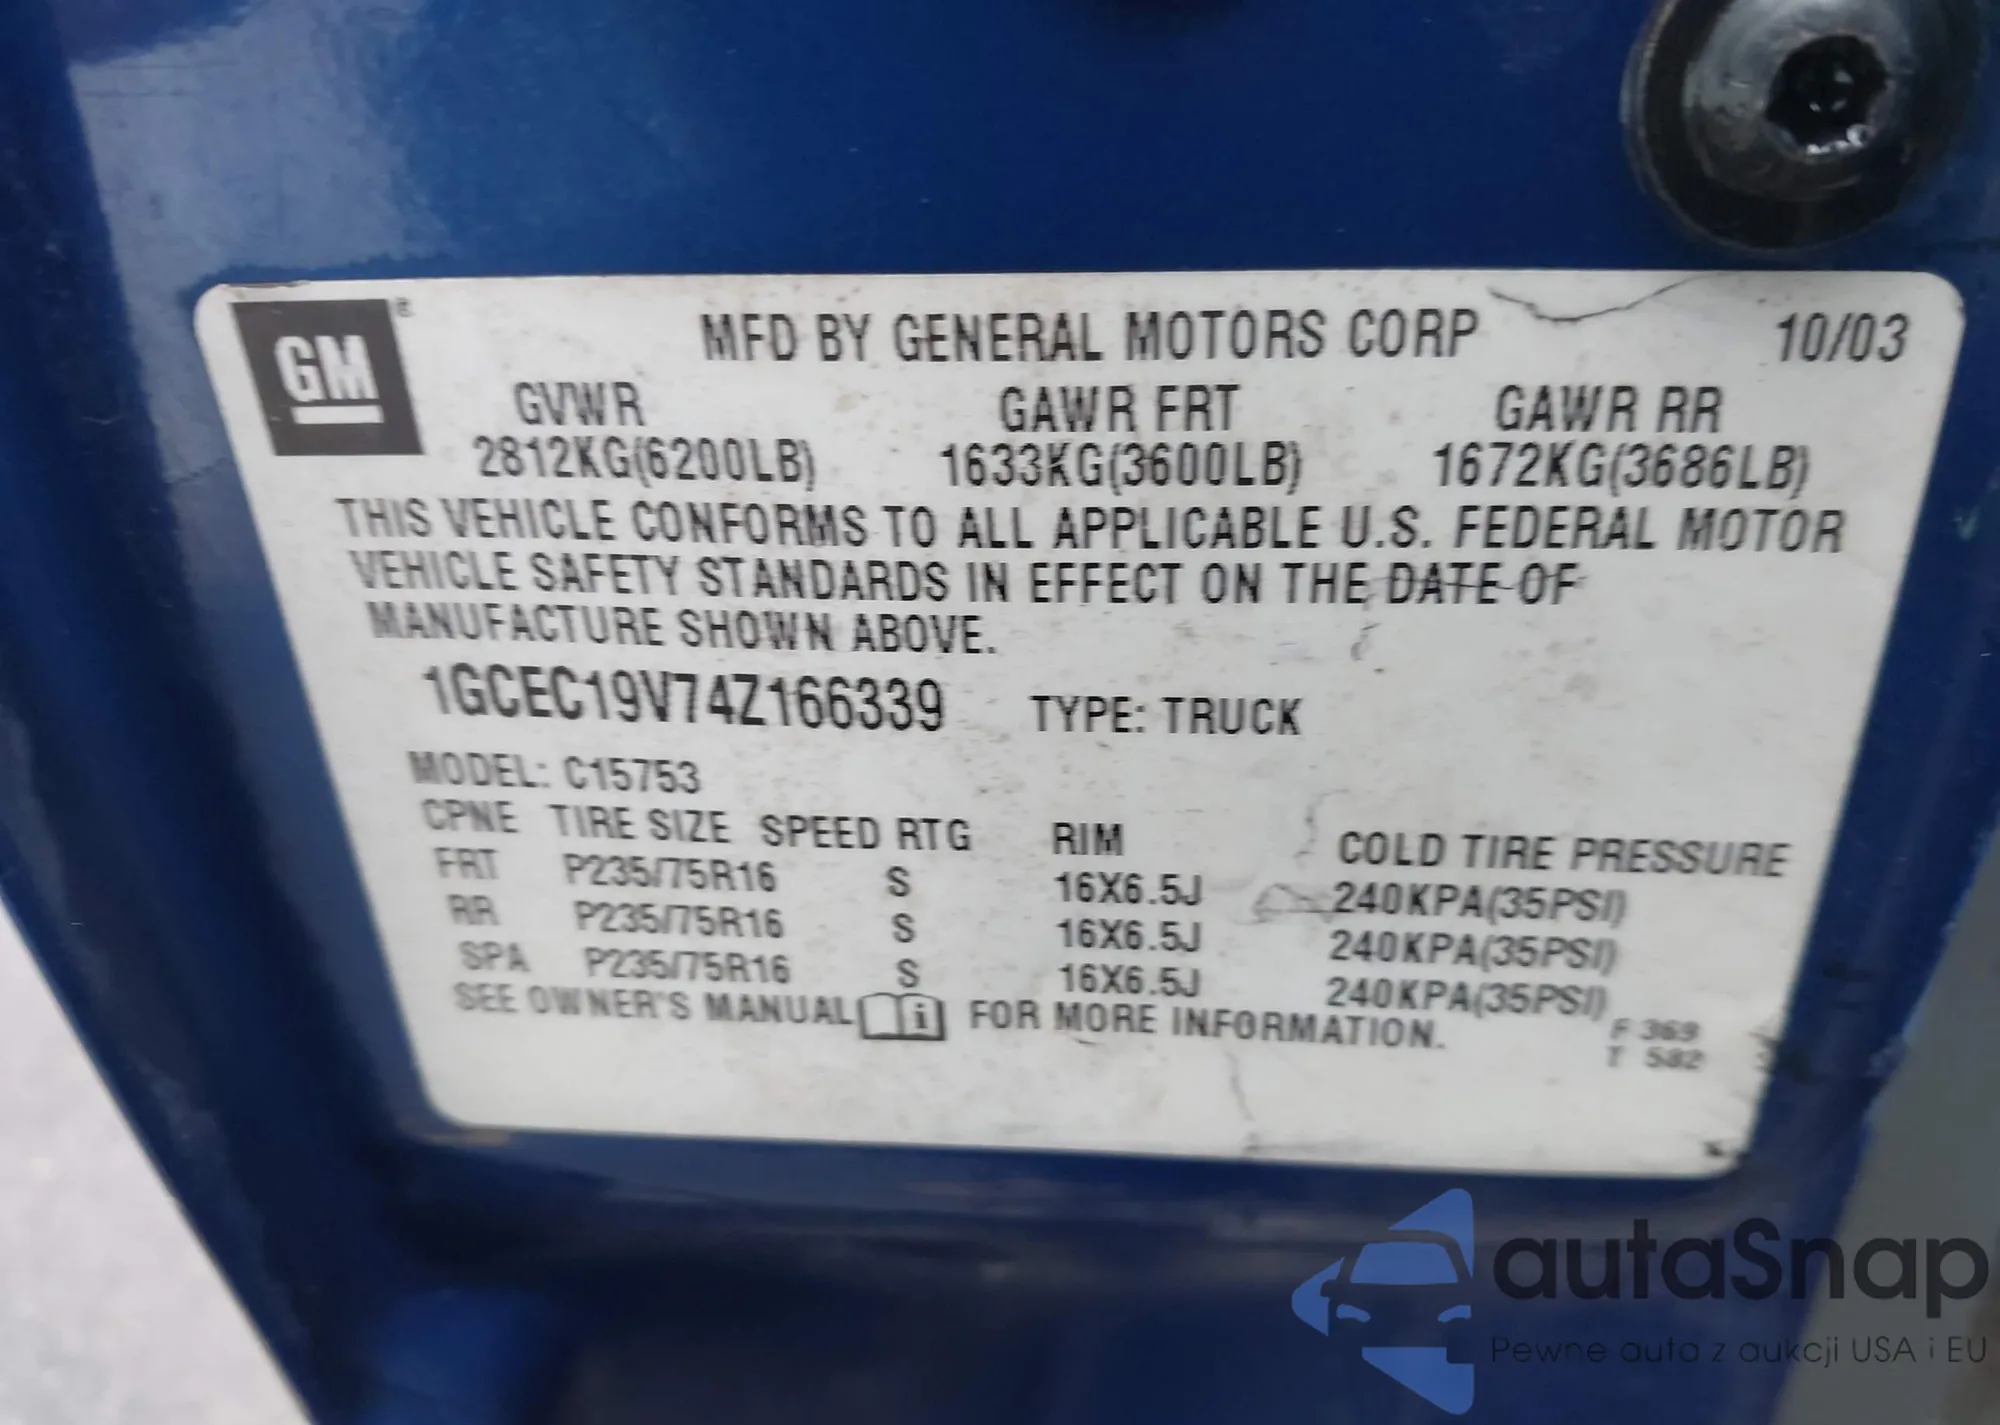 GM ®
MFD BY GENERAL MOTORS CORP 10/03
GVWR GAWR FRT GAWR RR
2812KG(6200LB) 1633KG(3600LB) 1672KG(3686LB)
THIS VEHICLE CONFORMS TO ALL APPLICABLE U.S. FEDERAL MOTOR
VEHICLE SAFETY STANDARDS IN EFFECT ON THE DATE OF
MANUFACTURE SHOWN ABOVE.
1GCEC19V74Z166339 TYPE: TRUCK
MODEL: C15753
CPNE TIRE SIZE SPEED RTG RIM COLD TIRE PRESSURE
FRT P235/75R16 S 16X6.5J 240KPA(35PSI)
RR P235/75R16 S 16X6.5J 240KPA(35PSI)
SPA P235/75R16 S 16X6.5J 240KPA(35PSI)
SEE OWNER'S MANUAL i FOR MORE INFORMATION.
F 369
T 582
autaSnap
Pewne auta z aukcji USA i EU